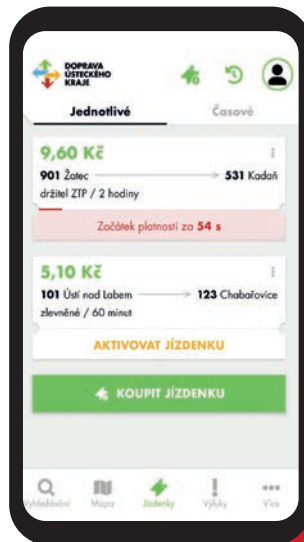 DOPRAVA
ÚSTECKÉHO
KRAJE
Jednotlivé Časové
9,60 Kč
901 Žatec 531 Kadaň
držitel ZTP / 2 hodiny
Začátek platnosti za 54 s
5,10 Kč
101 Ústí nad Labem 123 Chabařovice
zlevněné / 60 minut
AKTIVOVAT JÍZDENKU
KOUPIT JÍZDENKU
Vyhledávání Mapa Jízdenky Výluky Více